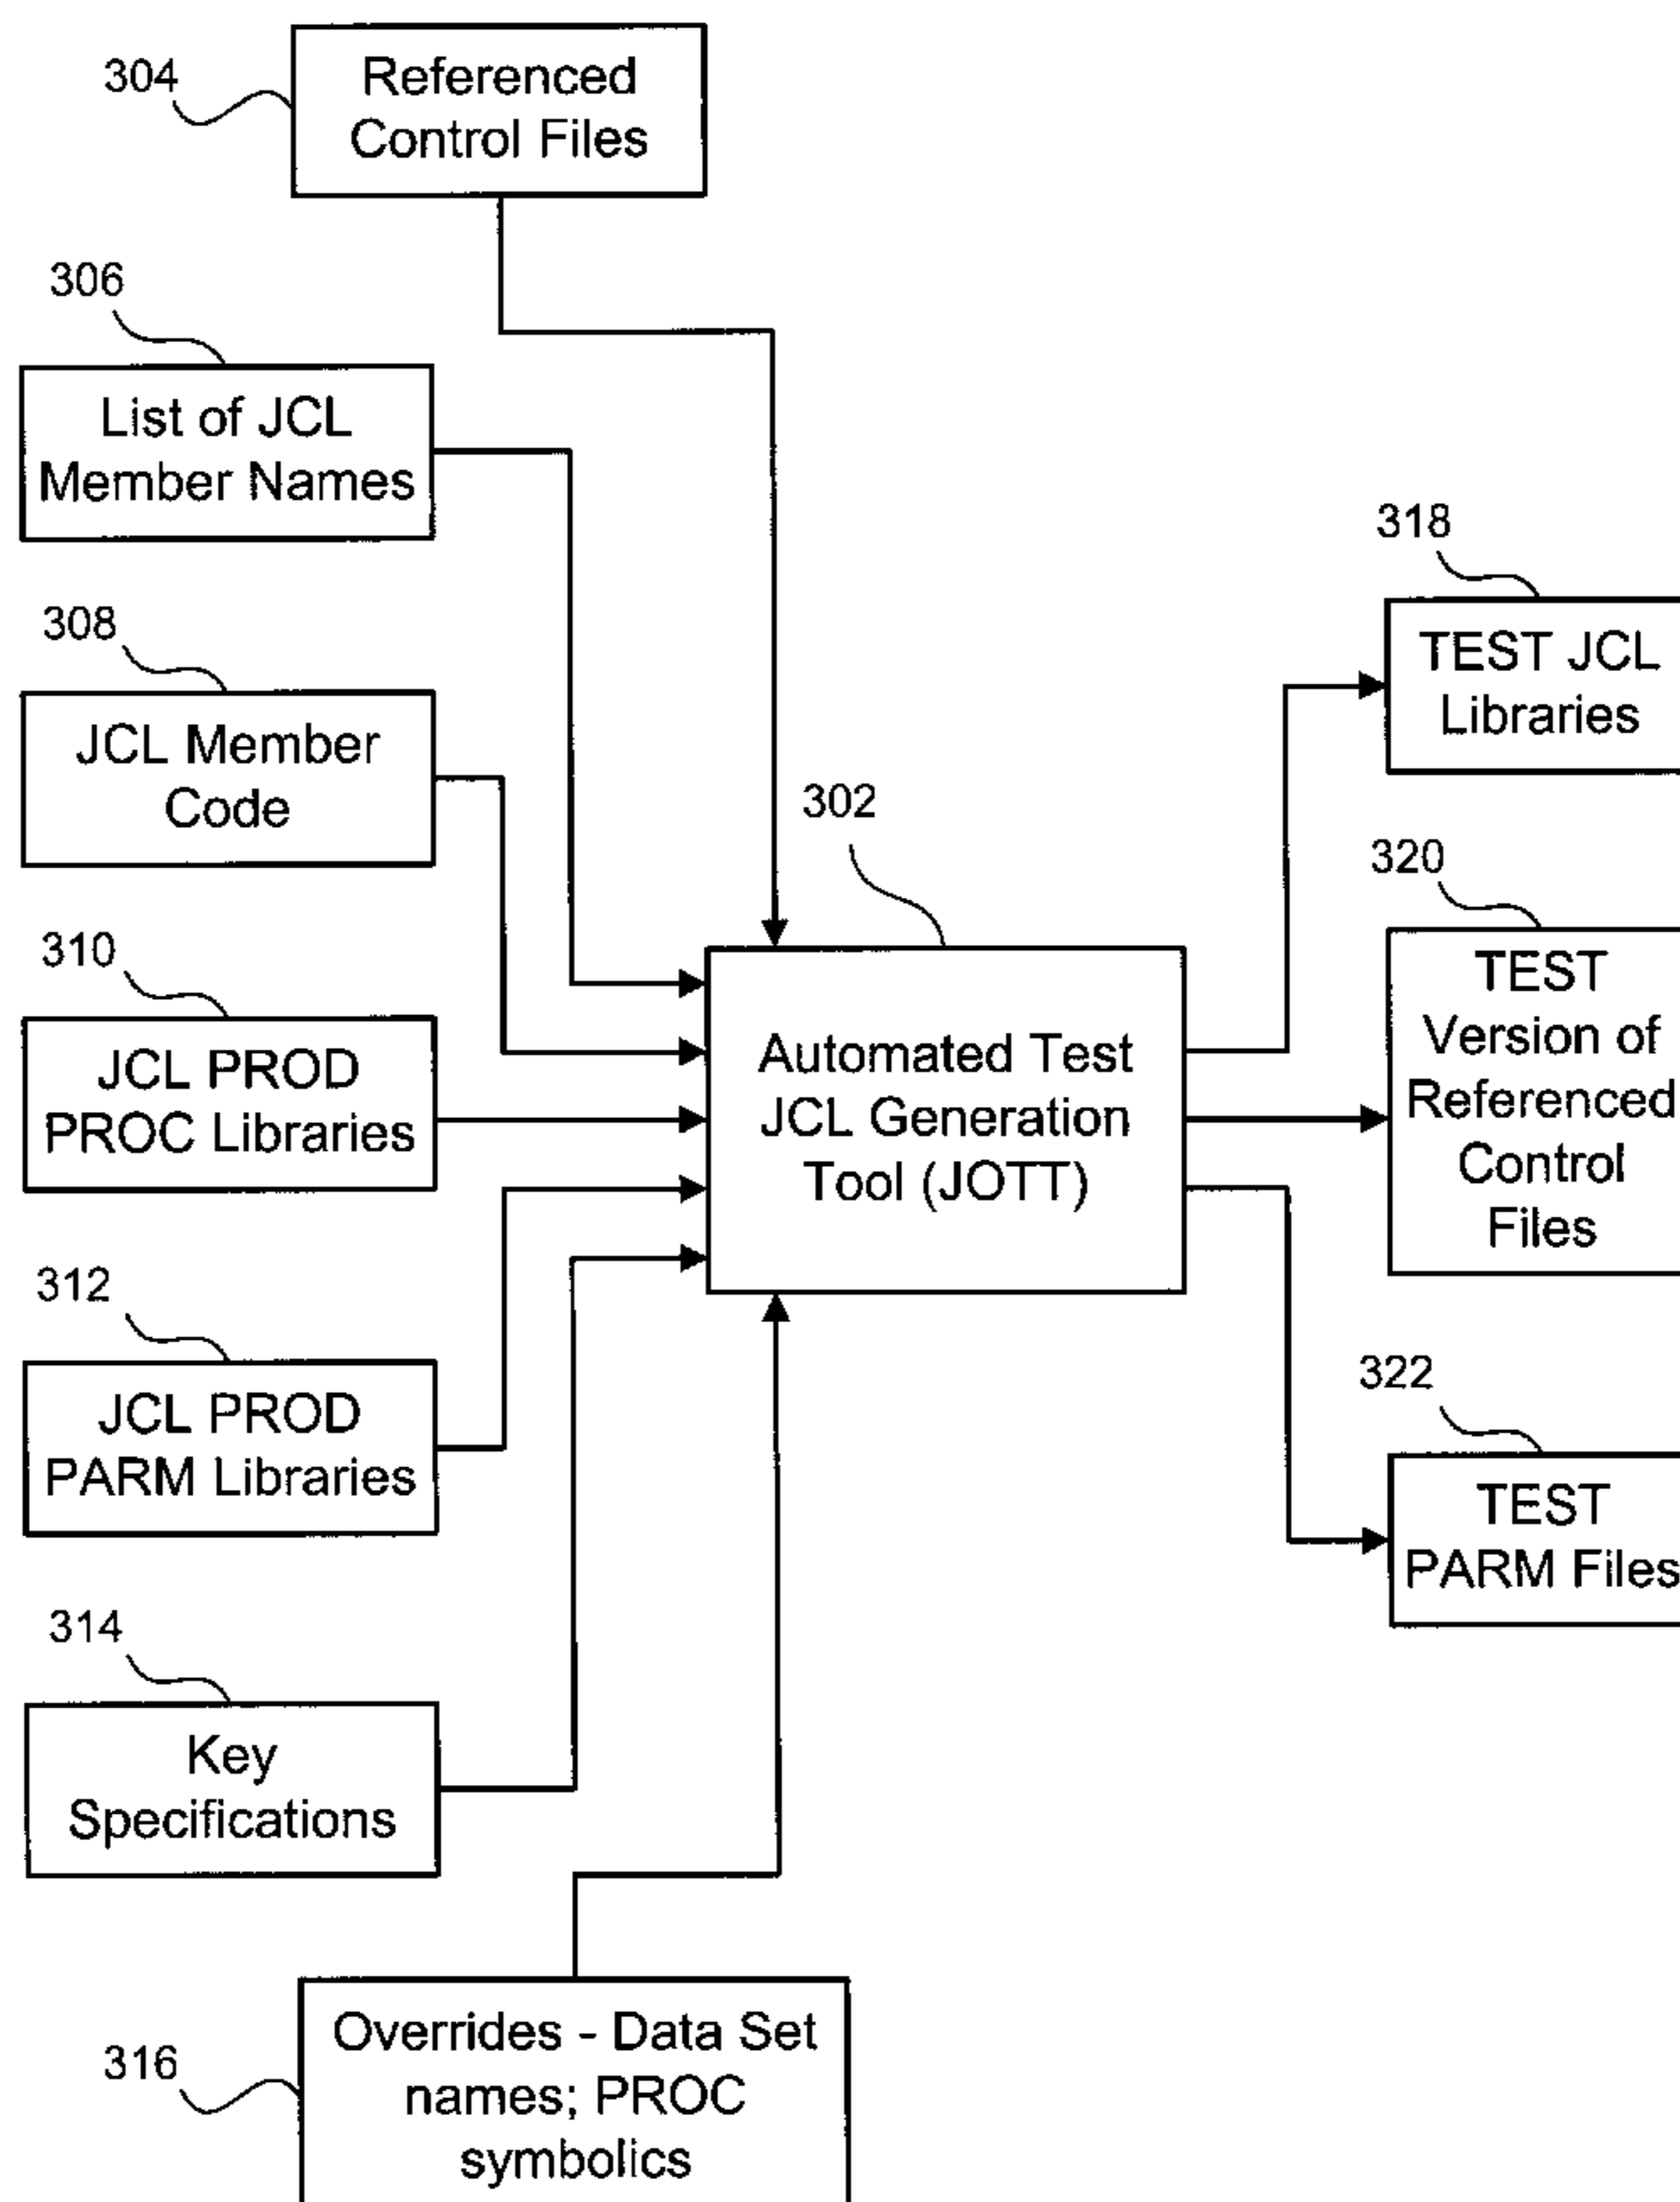 304
Referenced
Control Files
306
List of JCL
Member Names
308
JCL Member
Code
310
JCL PROD
PROC Libraries
312
JCL PROD
PARM Libraries
314
Key
Specifications
316
Overrides - Data Set
names; PROC
symbolics
302
Automated Test
JCL Generation
Tool (JOTT)
318
TEST JCL
Libraries
320
TEST
Version of
Referenced
Control
Files
322
TEST
PARM Files